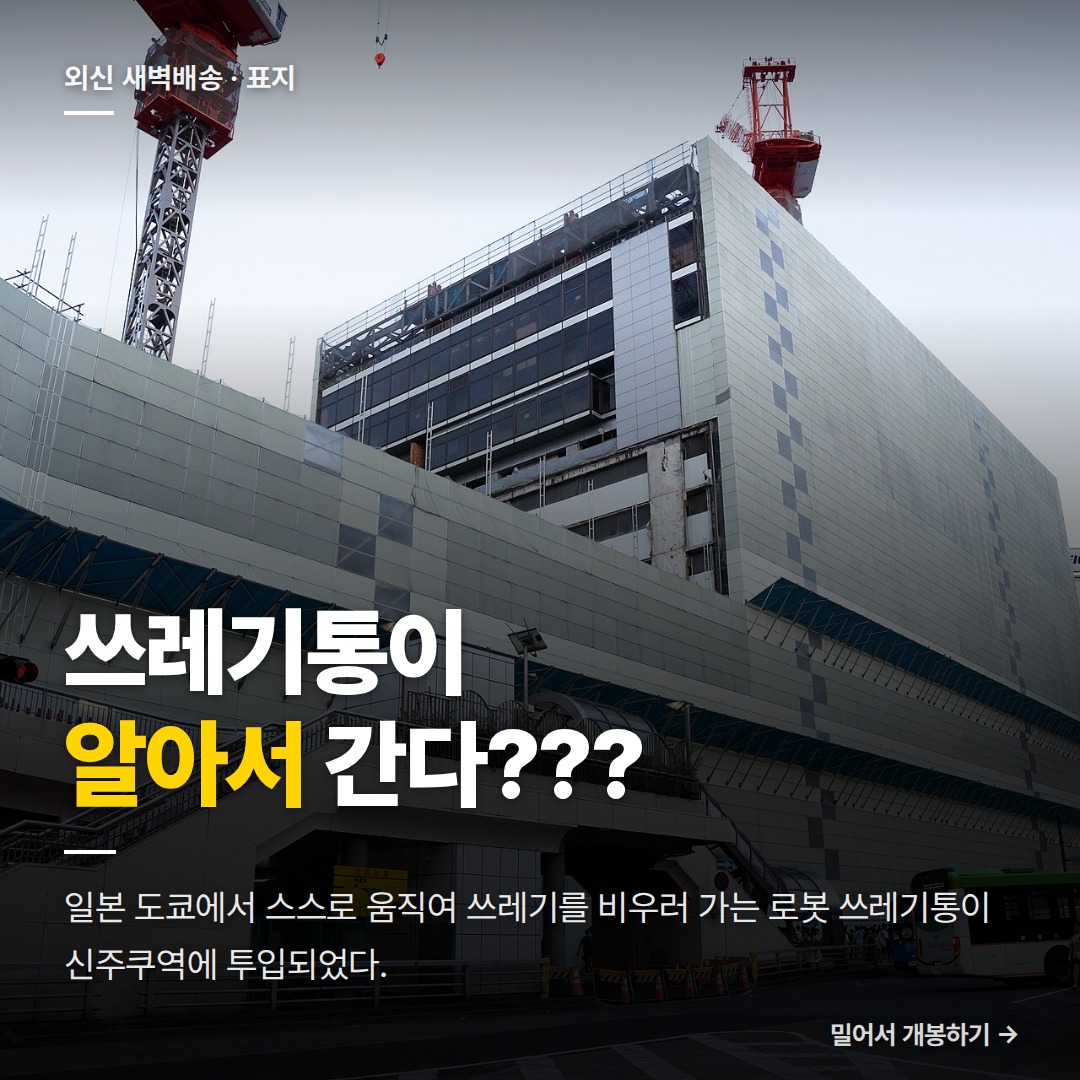 외신 새벽배송 · 표지
쓰레기통이
알아서 간다???
일본 도쿄에서 스스로 움직여 쓰레기를 비우러 가는 로봇 쓰레기통이
신주쿠역에 투입되었다.
밀어서 개봉하기 →